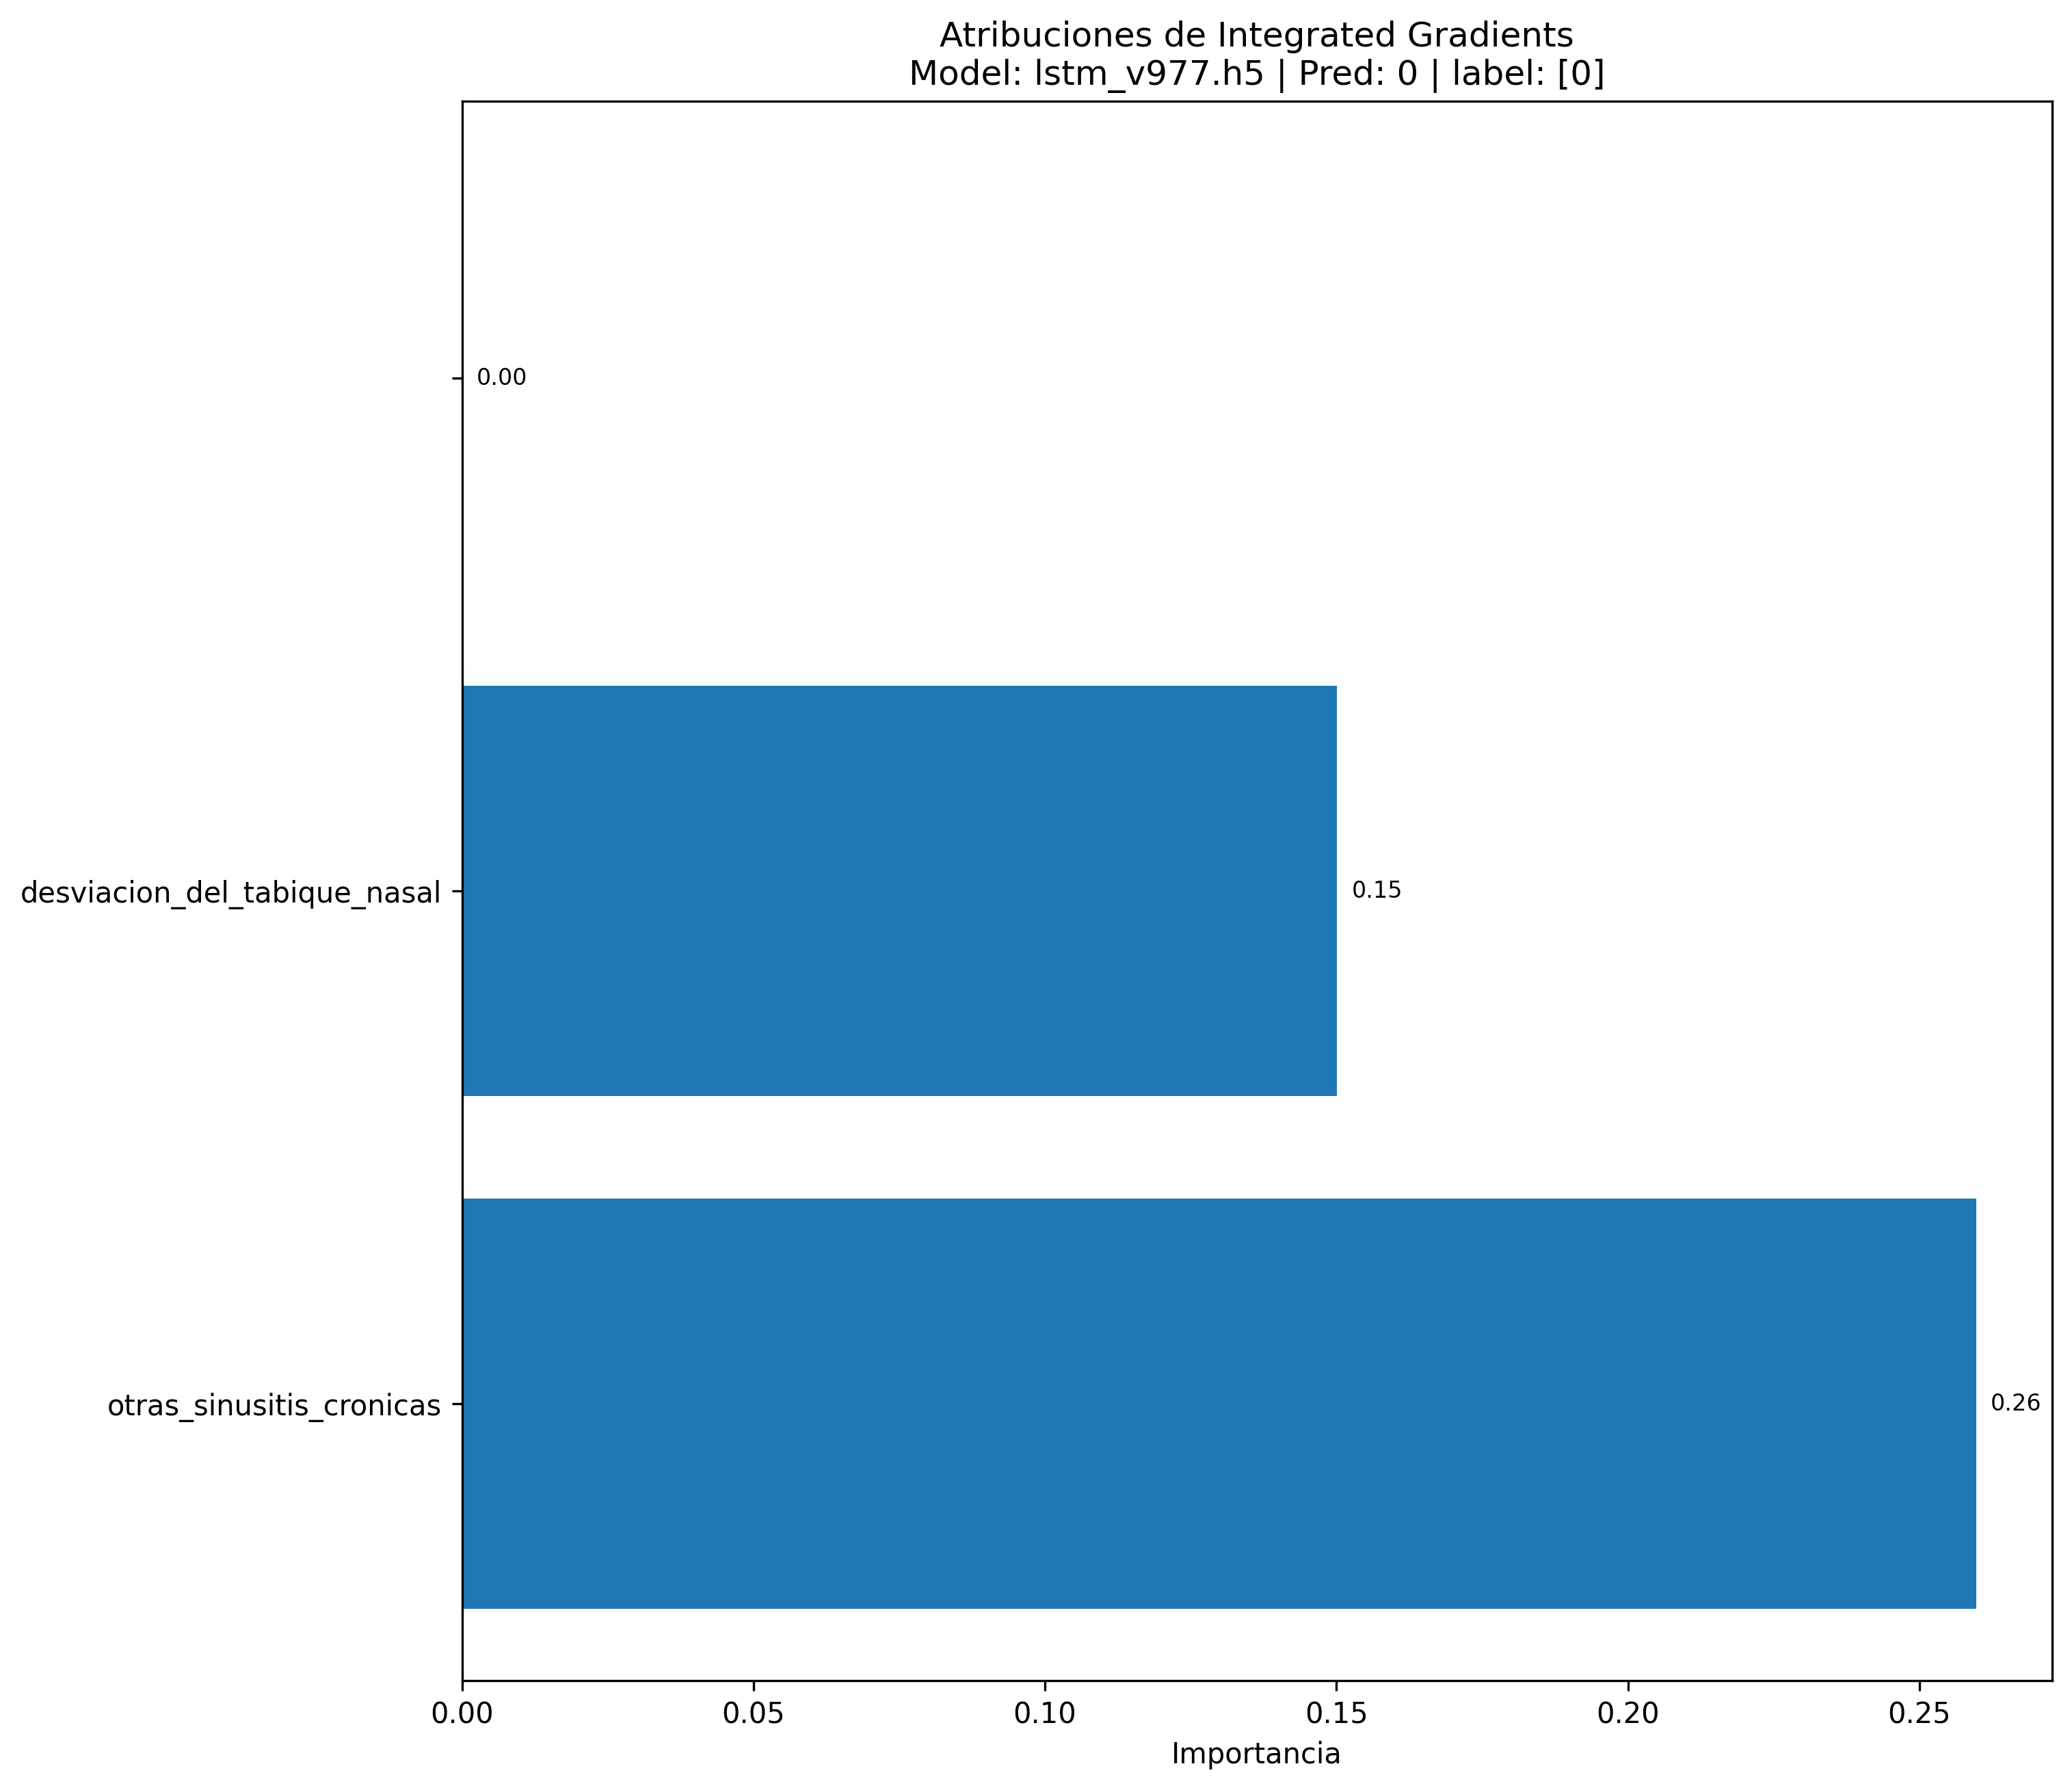 Atribuciones de Integrated Gradients
Model: lstm_v977.h5 | Pred: 0 | label: [0]
0.00
desviacion_del_tabique_nasal
0.15
otras_sinusitis_cronicas
0.26
0.00 0.05 0.10 0.15 0.20 0.25
Importancia